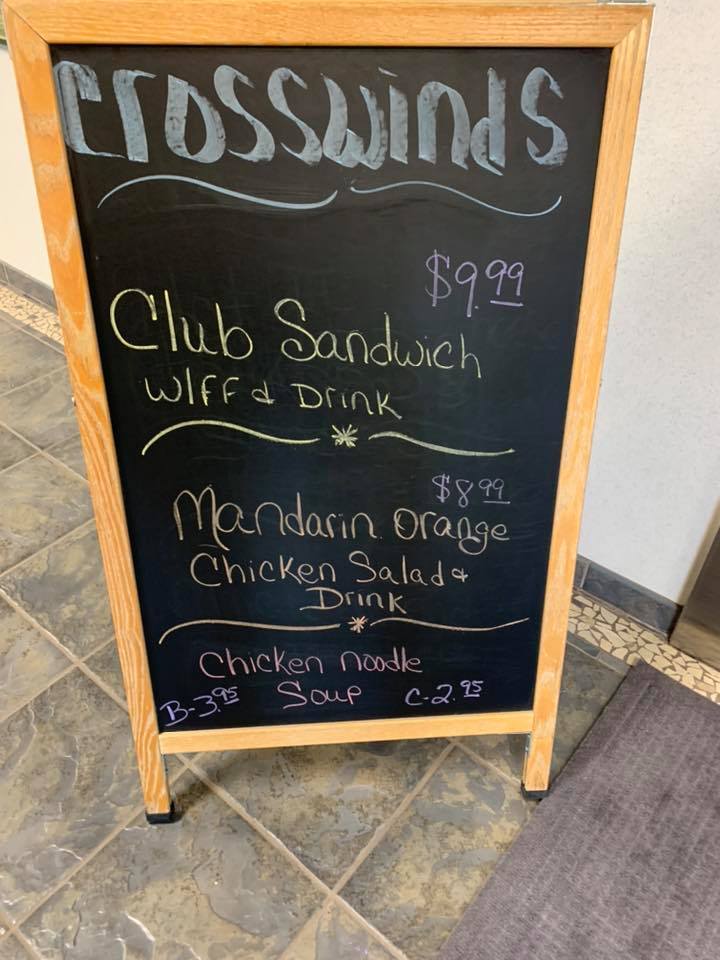 Crosswinds
$9.99
Club Sandwich
W/FF & Drink
$8.99
Mandarin Orange
Chicken Salad &
Drink
Chicken Noodle
Soup
B-3.95 C-2.95